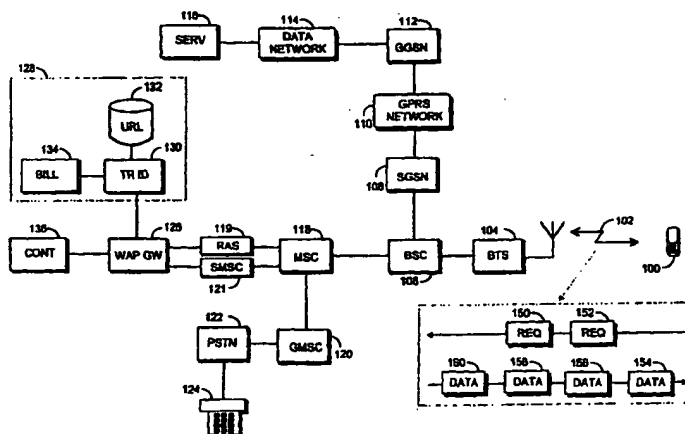 116
SERV
114
DATA NETWORK
112
GGSN
128
132
URL
110
GPRS NETWORK
134
BILL
130
TR ID
108
SGSN
136
CONT
126
WAP GW
119
RAS
SMSC
121
118
MSC
BSC
106
104
BTS
102
100
122
PSTN
GMSC
120
124
150
REQ
152
REQ
160
DATA
158
DATA
156
DATA
154
DATA